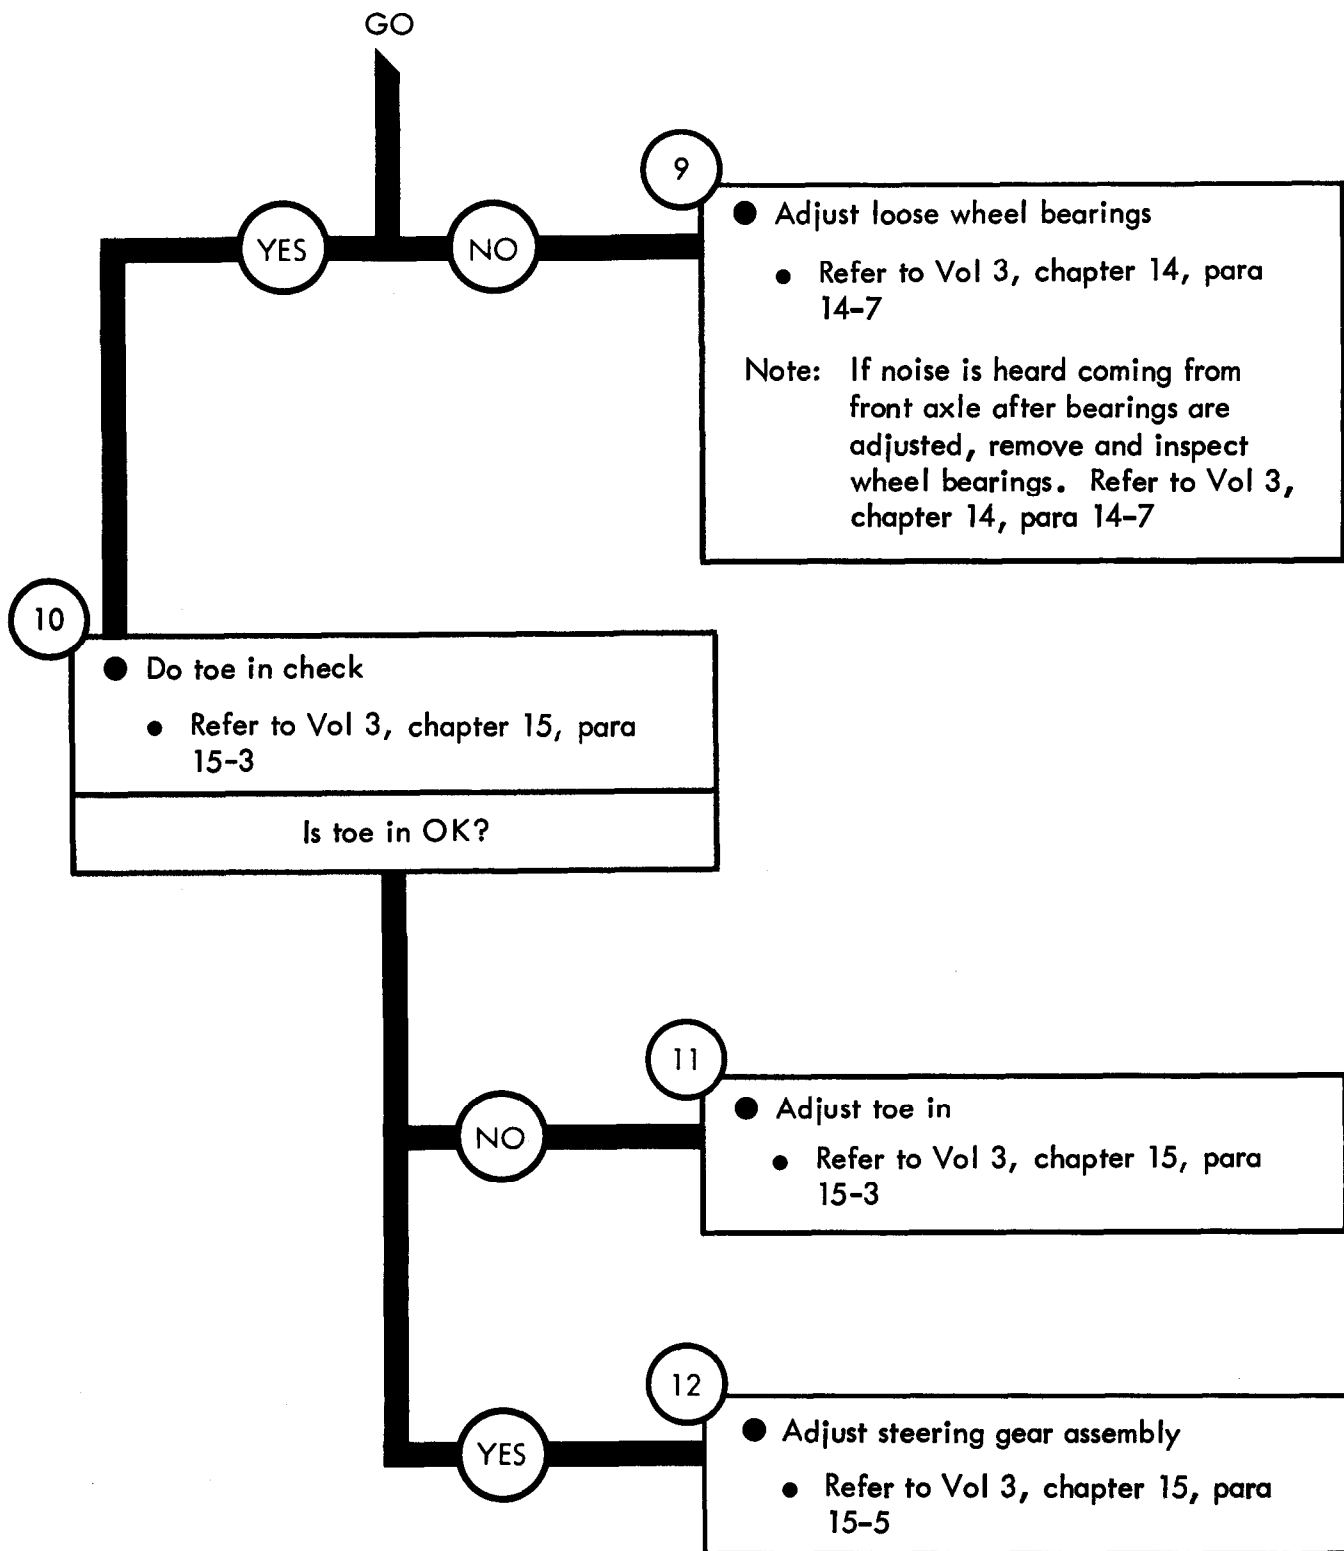 GO
YES
NO
9
● Adjust loose wheel bearings
● Refer to Vol 3, chapter 14, para
14-7
Note: If noise is heard coming from
front axle after bearings are
adjusted, remove and inspect
wheel bearings. Refer to Vol 3,
chapter 14, para 14-7
10
● Do toe in check
● Refer to Vol 3, chapter 15, para
15-3
Is toe in OK?
NO
11
● Adjust toe in
● Refer to Vol 3, chapter 15, para
15-3
YES
12
● Adjust steering gear assembly
● Refer to Vol 3, chapter 15, para
15-5